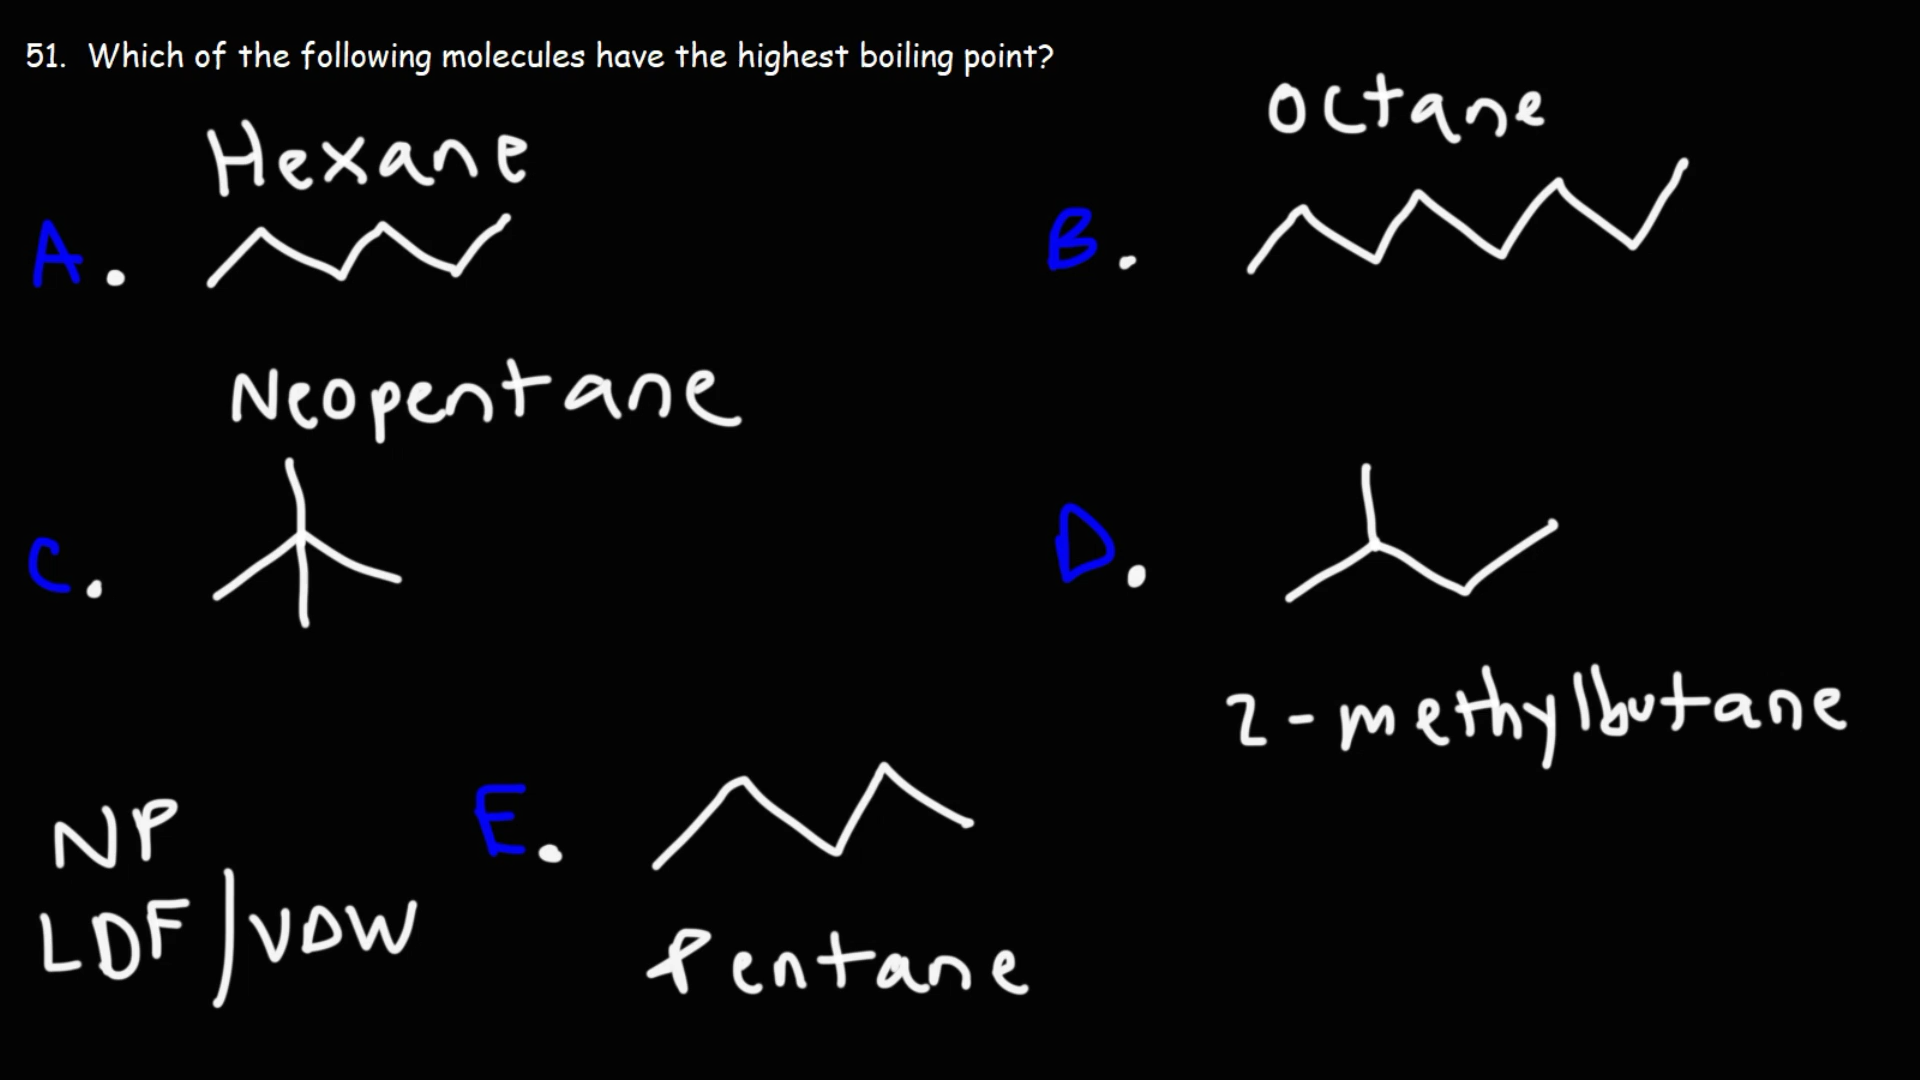 51. Which of the following molecules have the highest boiling point?
Hexane
A.
Octane
B.
Neopentane
C.
D.
2-methylbutane
E.
Pentane
NP
LDF/VDW